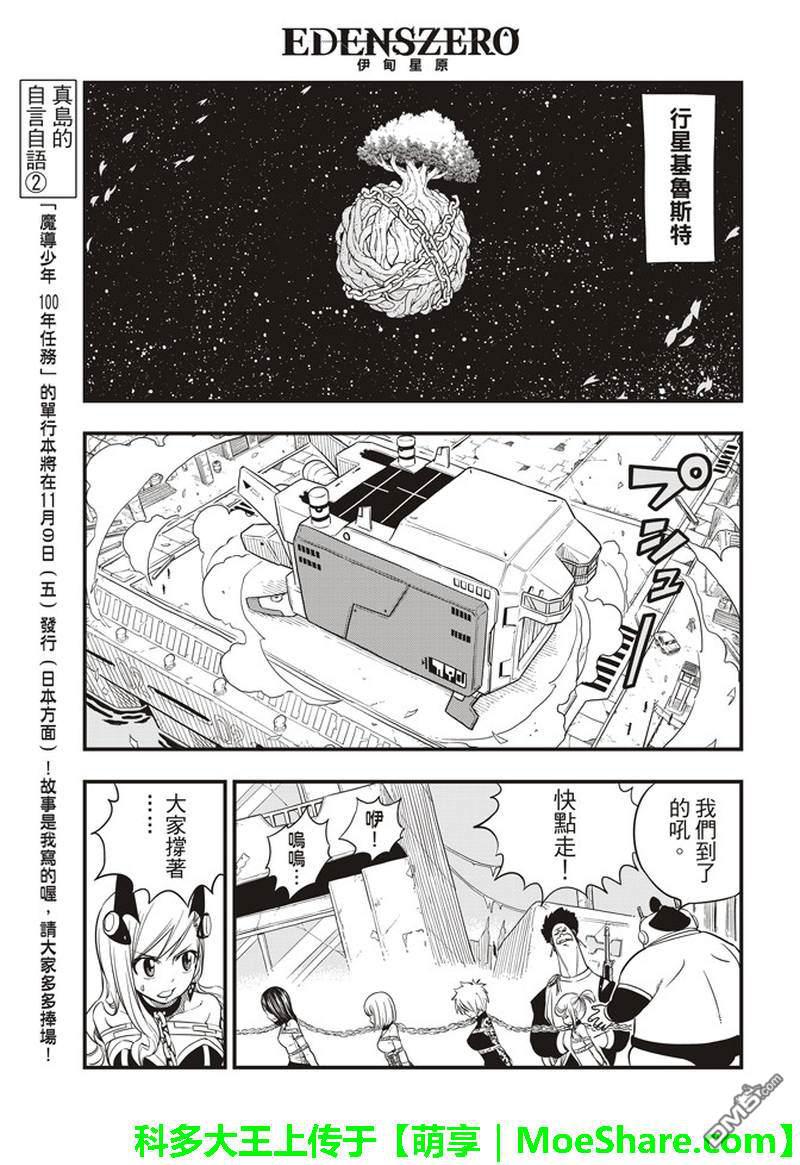 EDENSZERO
伊甸星原
真島的
自言自語②
「魔導少年 100年任務」的單行本將在11月9日（五）發行（日本方面）！故事是我寫的喔，請大家多多捧場！
行星基魯斯特
プシュー
我們到了
的吼。
快點走！
咿！
嗚嗚…
大家撐著
……
DM5.com
科多大王上传于【萌享 | MoeShare.com】